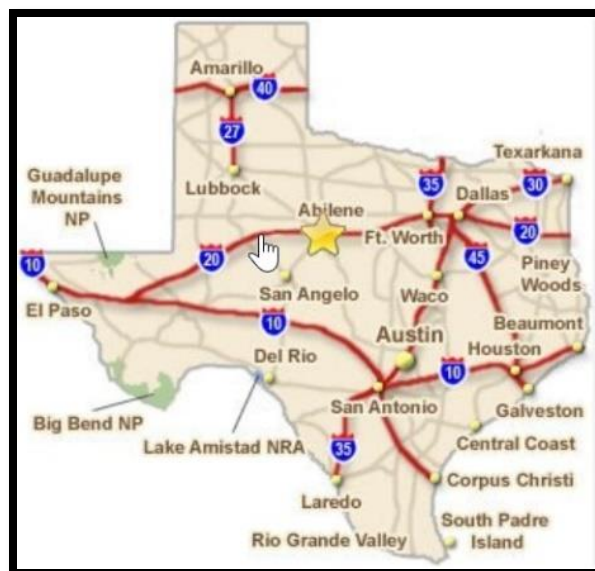 Amarillo
40
27
Texarkana
Guadalupe
Mountains
NP
Lubbock
35
Dallas
30
Abilene
Ft. Worth
20
20
45
10
Piney
Woods
El Paso
San Angelo
Waco
10
Beaumont
Austin
Houston
Del Rio
10
Big Bend NP
San Antonio
Galveston
Lake Amistad NRA
35
Central Coast
Corpus Christi
Laredo
Rio Grande Valley
South Padre
Island